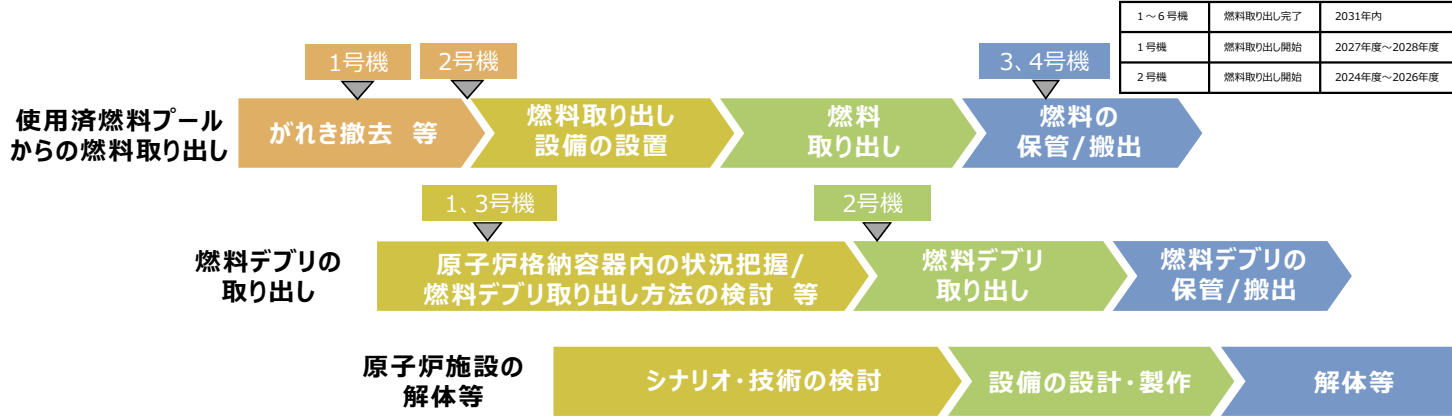 1～6号機 燃料取り出し完了 2031年内
1号機 燃料取り出し開始 2027年度～2028年度
2号機 燃料取り出し開始 2024年度～2026年度
1号機
2号機
3、4号機
使用済燃料プール
からの燃料取り出し
がれき撤去 等
燃料取り出し
設備の設置
燃料
取り出し
燃料の
保管/搬出
1、3号機
2号機
燃料デブリの
取り出し
原子炉格納容器内の状況把握/
燃料デブリ取り出し方法の検討 等
燃料デブリ
取り出し
燃料デブリの
保管/搬出
原子炉施設の
解体等
シナリオ・技術の検討
設備の設計・製作
解体等